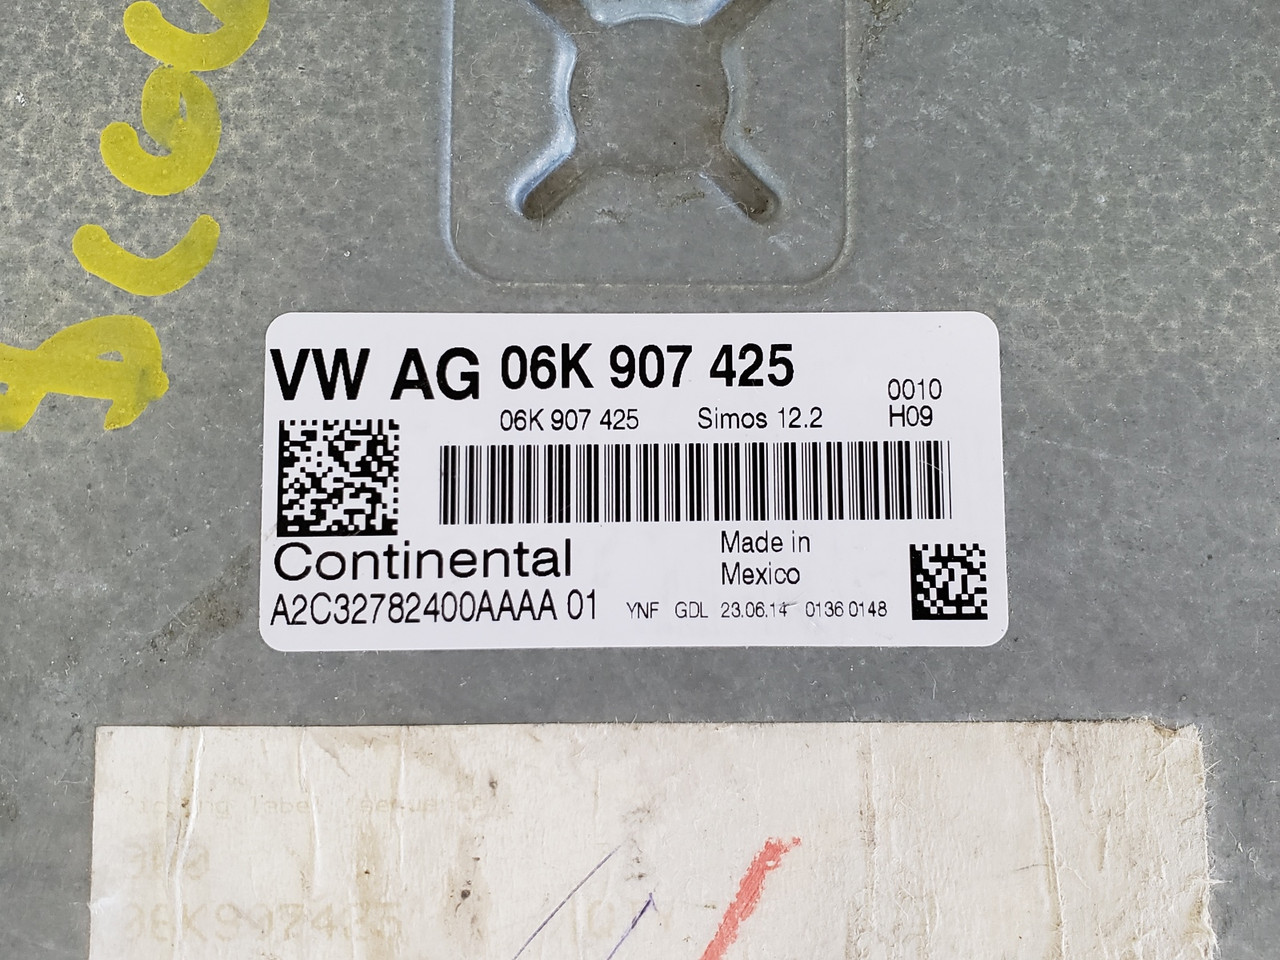 VW AG 06K 907 425
0010
06K 907 425 Simos 12.2 H09
Continental
Made in
Mexico
A2C32782400AAAA 01 YNF GDL 23.06.14 0136 0148
label